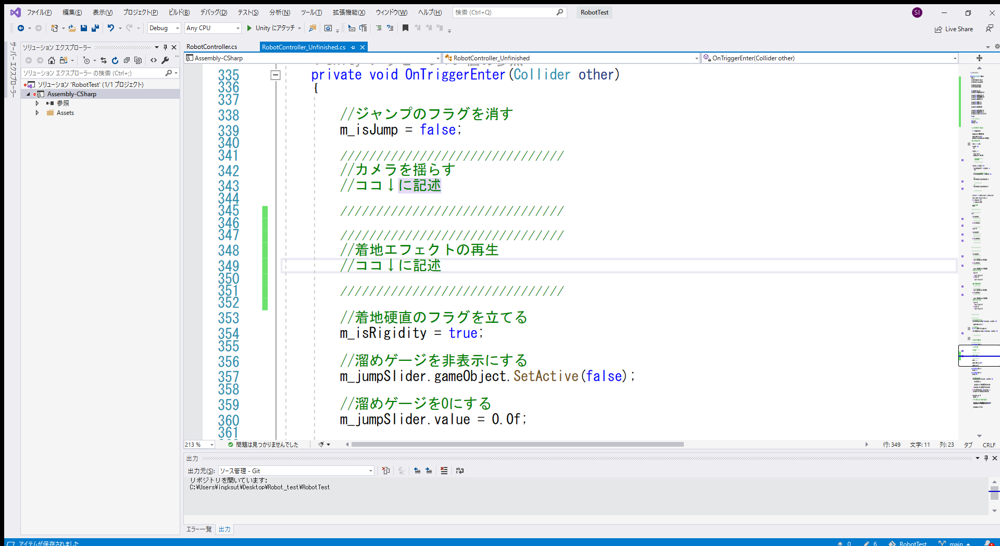 ファイル(F) 編集(E) 表示(V) プロジェクト(P) ビルド(B) デバッグ(D) テスト(S) 分析(N) ツール(T) 拡張機能(X) ウィンドウ(W) ヘルプ(H) 検索 (Ctrl+Q) RobotTest SI
Debug Any CPU Unity にアタッチ Live Share
サーバー エクスプローラー
ソリューション エクスプローラー
ソリューション エクスプローラー の検索 (Ctrl+;)
ソリューション 'RobotTest' (1/1 プロジェクト)
Assembly-CSharp
参照
Assets
RobotController.cs RobotController_Unfinished.cs
Assembly-CSharp RobotController_Unfinished OnTriggerEnter(Collider other)
335 private void OnTriggerEnter(Collider other)
336 {
337
338 //ジャンプのフラグを消す
339 m_isJump = false;
340
341 ///////////////////////////////
342 //カメラを揺らす
343 //ココ↓に記述
344
345 ///////////////////////////////
346
347 ///////////////////////////////
348 //着地エフェクトの再生
349 //ココ↓に記述
350
351 ///////////////////////////////
352
353 //着地硬直のフラグを立てる
354 m_isRigidity = true;
355
356 //溜めゲージを非表示にする
357 m_jumpSlider.gameObject.SetActive(false);
358
359 //溜めゲージを0にする
360 m_jumpSlider.value = 0.0f;
361
213 % 問題は見つかりませんでした 行: 349 文字: 11 列: 23 タブ CRLF
出力
出力元(S): ソース管理 - Git
リポジトリを開いています:
C:¥Users¥ingksut¥Desktop¥Robot_test¥RobotTest
エラー一覧 出力
アイテムが保存されました 0 6 RobotTest main 1